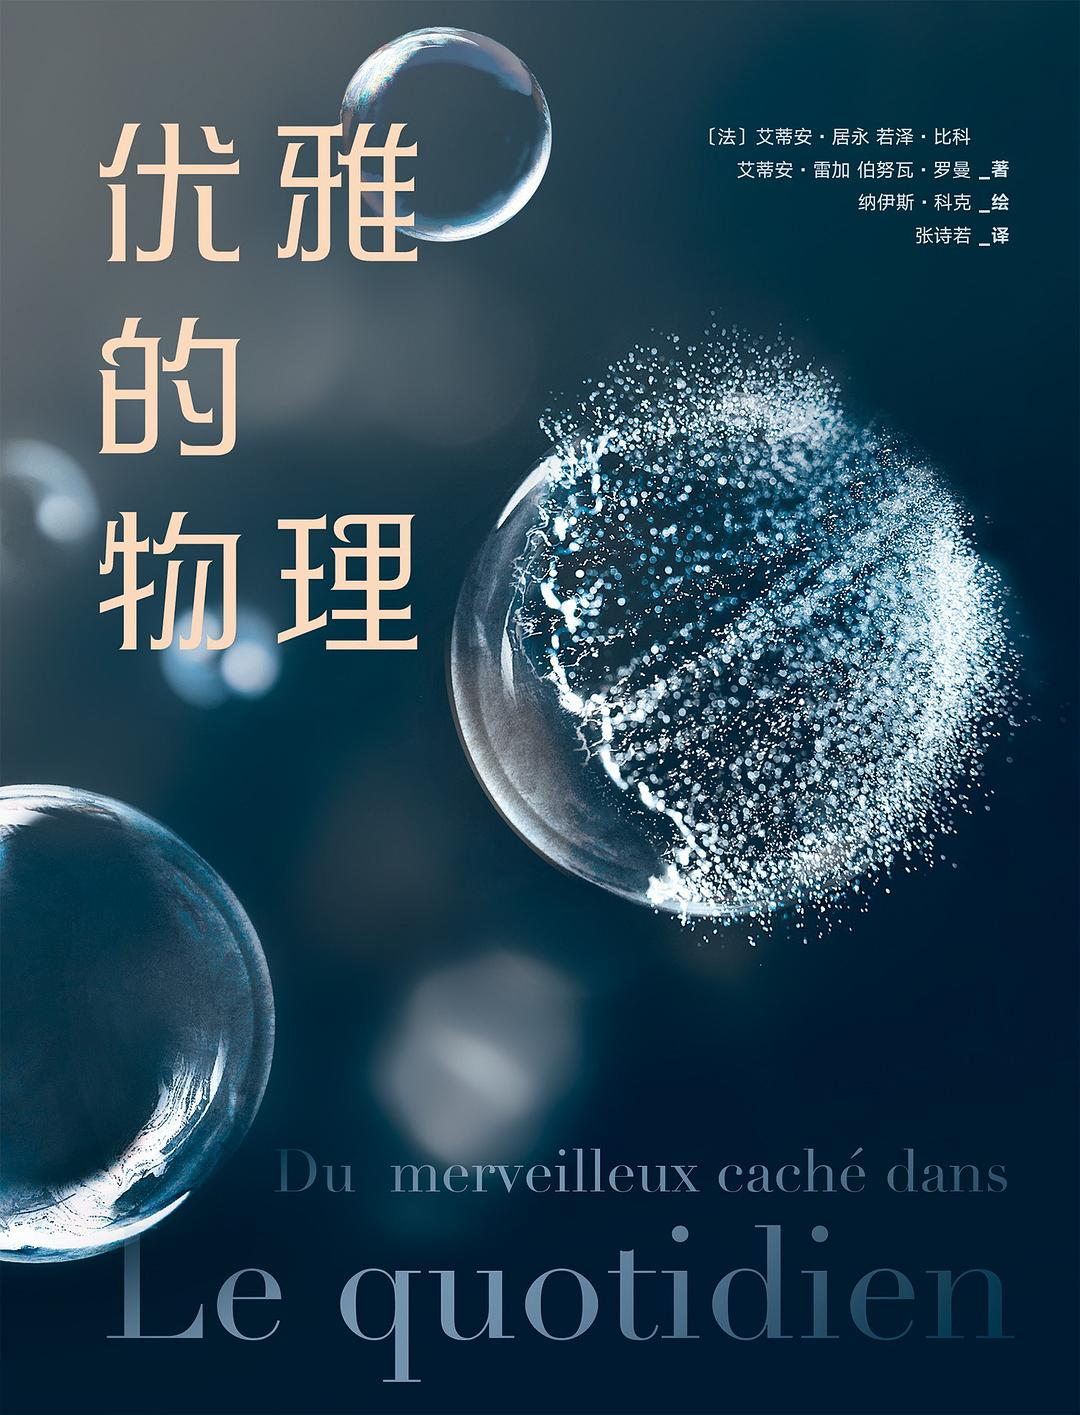 优雅
的
物理
〔法〕艾蒂安·居永 若泽·比科
艾蒂安·雷加 伯努瓦·罗曼 _著
纳伊斯·科克 _绘
张诗若 _译
Du merveilleux caché dans
Le quotidien